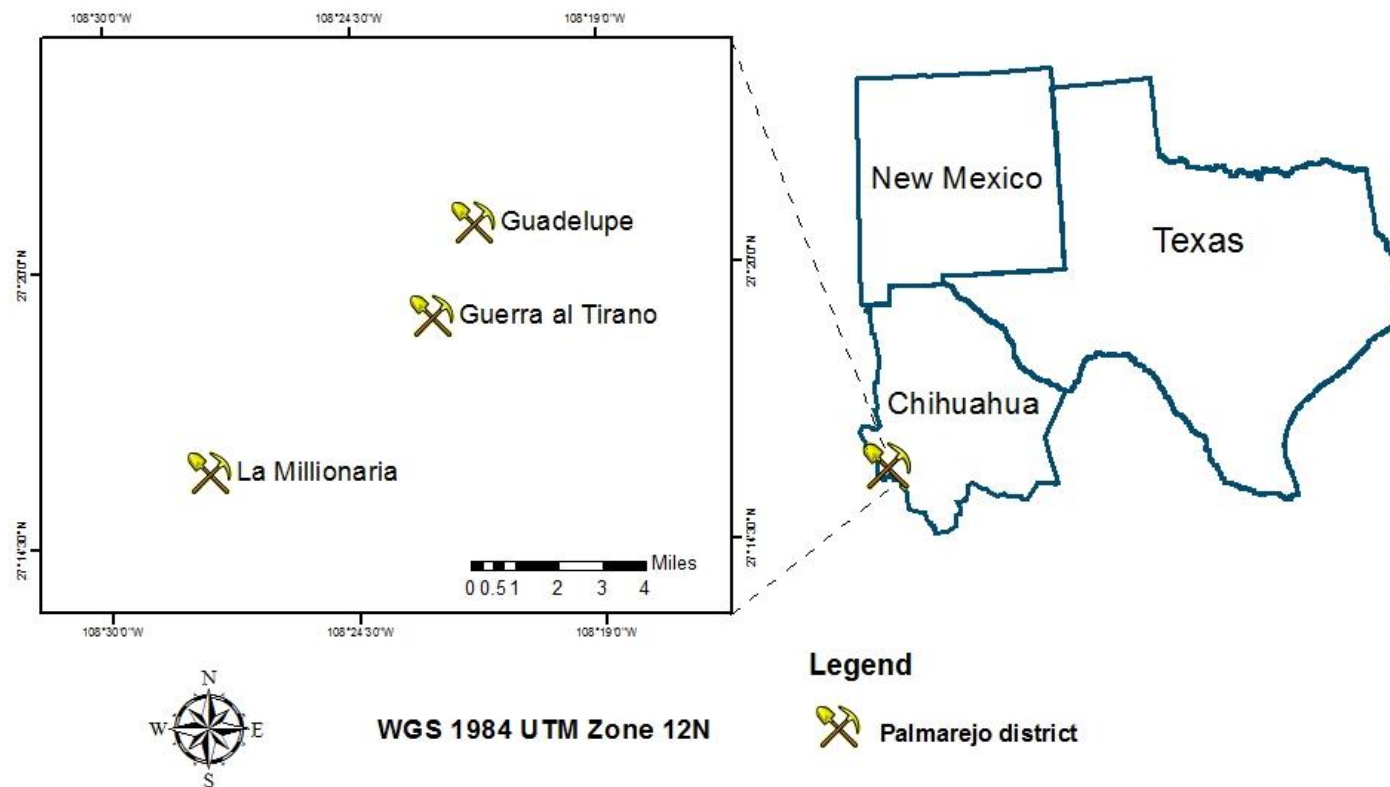 108°30'0"W
108°24'30"W
108°19'0"W
27°20'0"N
27°20'0"N
Guadelupe
Guerra al Tirano
La Millionaria
New Mexico
Texas
Chihuahua
27°14'30"N
27°14'30"N
Miles
0 0.5 1 2 3 4
108°30'0"W
108°24'30"W
108°19'0"W
N
W
E
S
WGS 1984 UTM Zone 12N
Legend
Palmarejo district